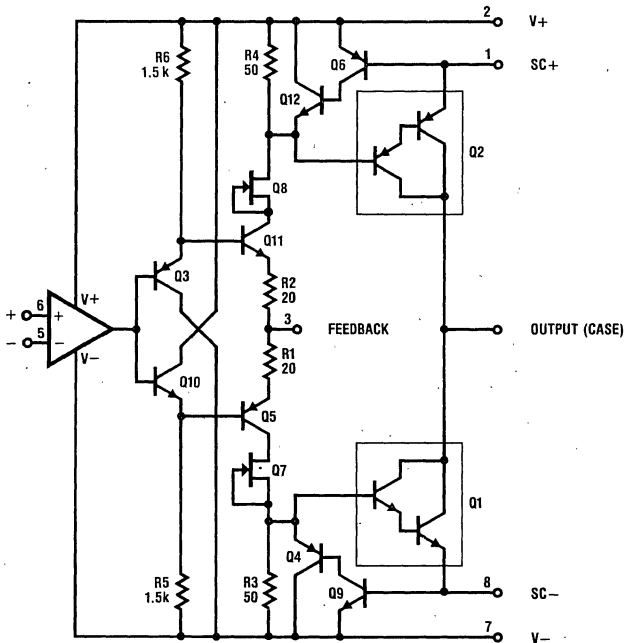 2 V+
R6
1.5 k
R4
50
Q6
1 SC+
Q12
Q2
Q8
Q11
Q3
R2
20
V+
+ 6 +
- 5 -
V-
3 FEEDBACK
OUTPUT (CASE)
R1
20
Q10
Q5
Q7
Q1
Q4
R5
1.5k
R3
50
Q9
8 SC-
7 V-